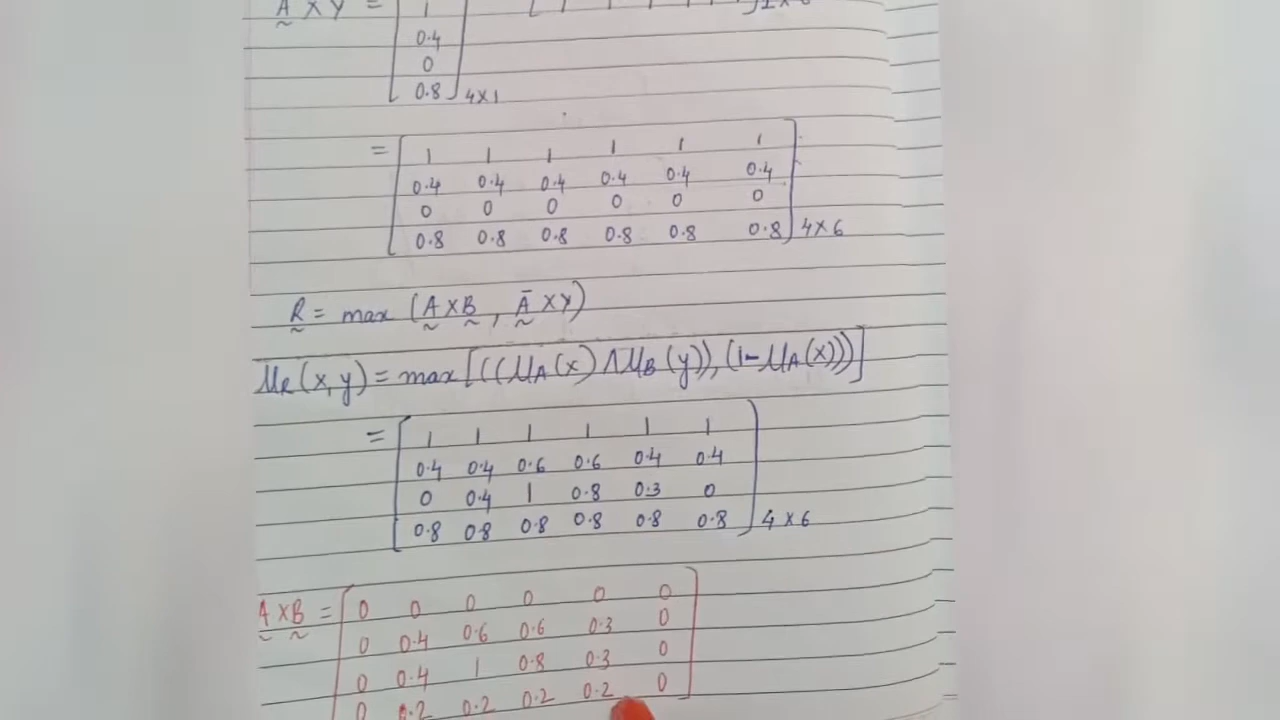 A × Y = 1
0.4
0
0.8 4×1
= 1 1 1 1 1 1
0.4 0.4 0.4 0.4 0.4 0.4
0 0 0 0 0 0
0.8 0.8 0.8 0.8 0.8 0.8 4×6
R = max (A×B, Ā×Y)
μR(x,y) = max[((μA(x) ∧ μB(y)), (1-μA(x)))]
= 1 1 1 1 1 1
0.4 0.4 0.6 0.6 0.4 0.4
0 0.4 1 0.8 0.3 0
0.8 0.8 0.8 0.8 0.8 0.8 4×6
A×B = 0 0 0 0 0 0
0 0.4 0.6 0.6 0.3 0
0 0.4 1 0.8 0.3 0
0 0.2 0.2 0.2 0.2 0